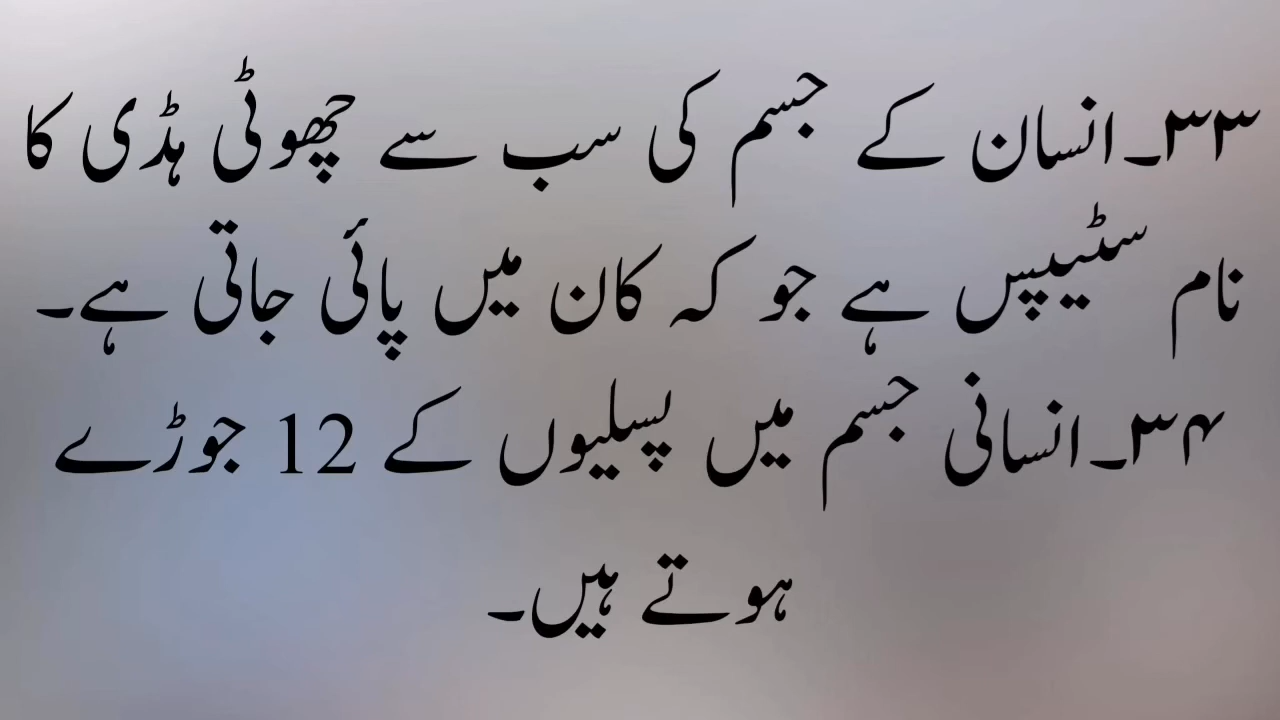 ۳۳۔انسان کے جسم کی سب سے چھوٹی ہڈی کا
نام سٹیپس ہے جو کہ کان میں پائی جاتی ہے۔
۳۴۔انسانی جسم میں پسلیوں کے 12 جوڑے
ہوتے ہیں۔